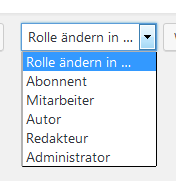 Rolle ändern in ...
Rolle ändern in ...
Abonnent
Mitarbeiter
Autor
Redakteur
Administrator